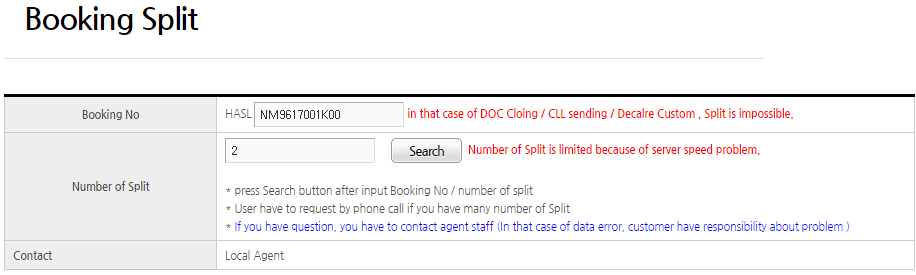 Booking Split
Booking No
HASL NM9617001K00 in that case of DOC Cloing / CLL sending / Decalre Custom , Split is impossible.
Number of Split
2 Search Number of Split is limited because of server speed problem.
* press Search button after input Booking No / number of split
* User have to request by phone call if you have many number of Split
* If you have question, you have to contact agent staff (In that case of data error, customer have responsibility about problem )
Contact Local Agent